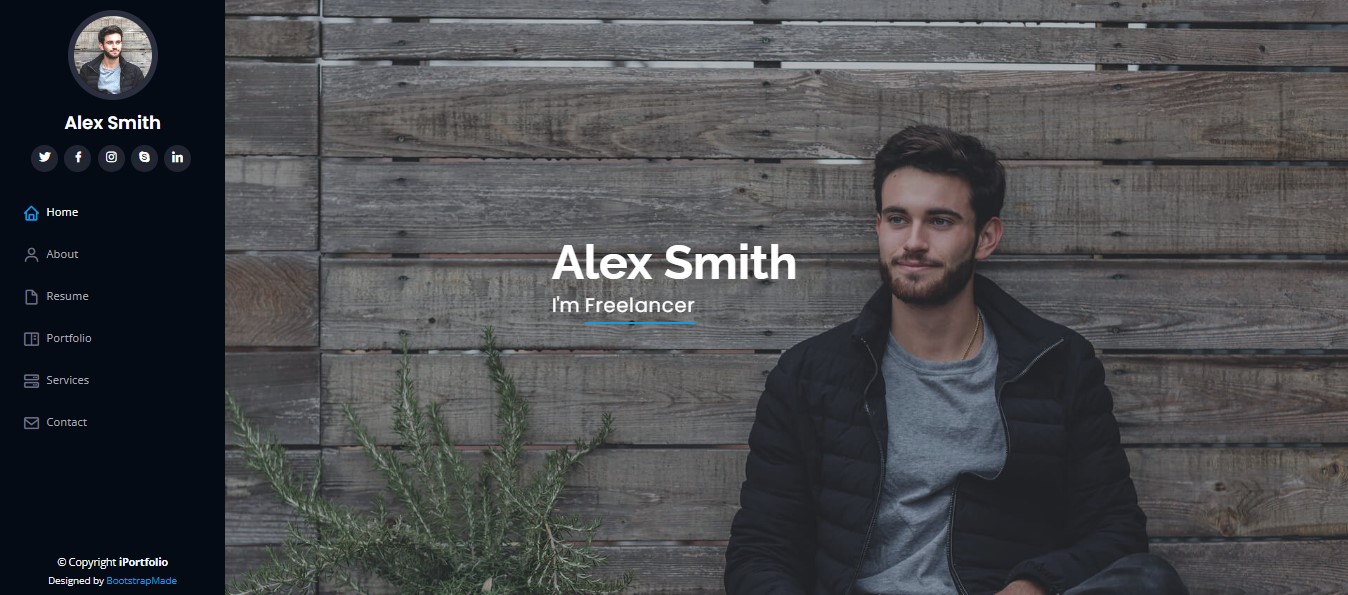 Alex Smith
Home
About
Resume
Portfolio
Services
Contact
© Copyright iPortfolio
Designed by BootstrapMade
Alex Smith
I'm Freelancer